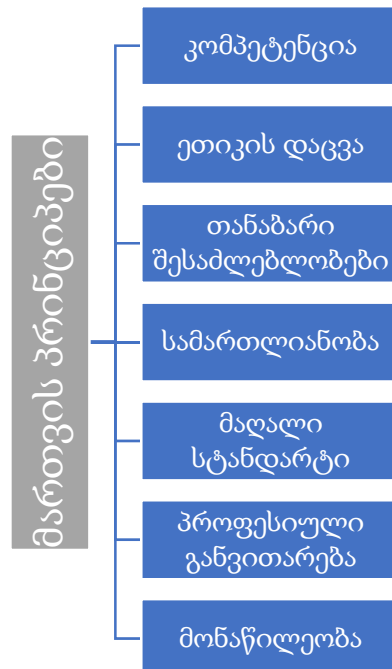 მართვის პრინციპები
კომპეტენცია
ეთიკის დაცვა
თანაბარი
შესაძლებლობები
სამართლიანობა
მაღალი
სტანდარტი
პროფესიული
განვითარება
მონაწილეობა